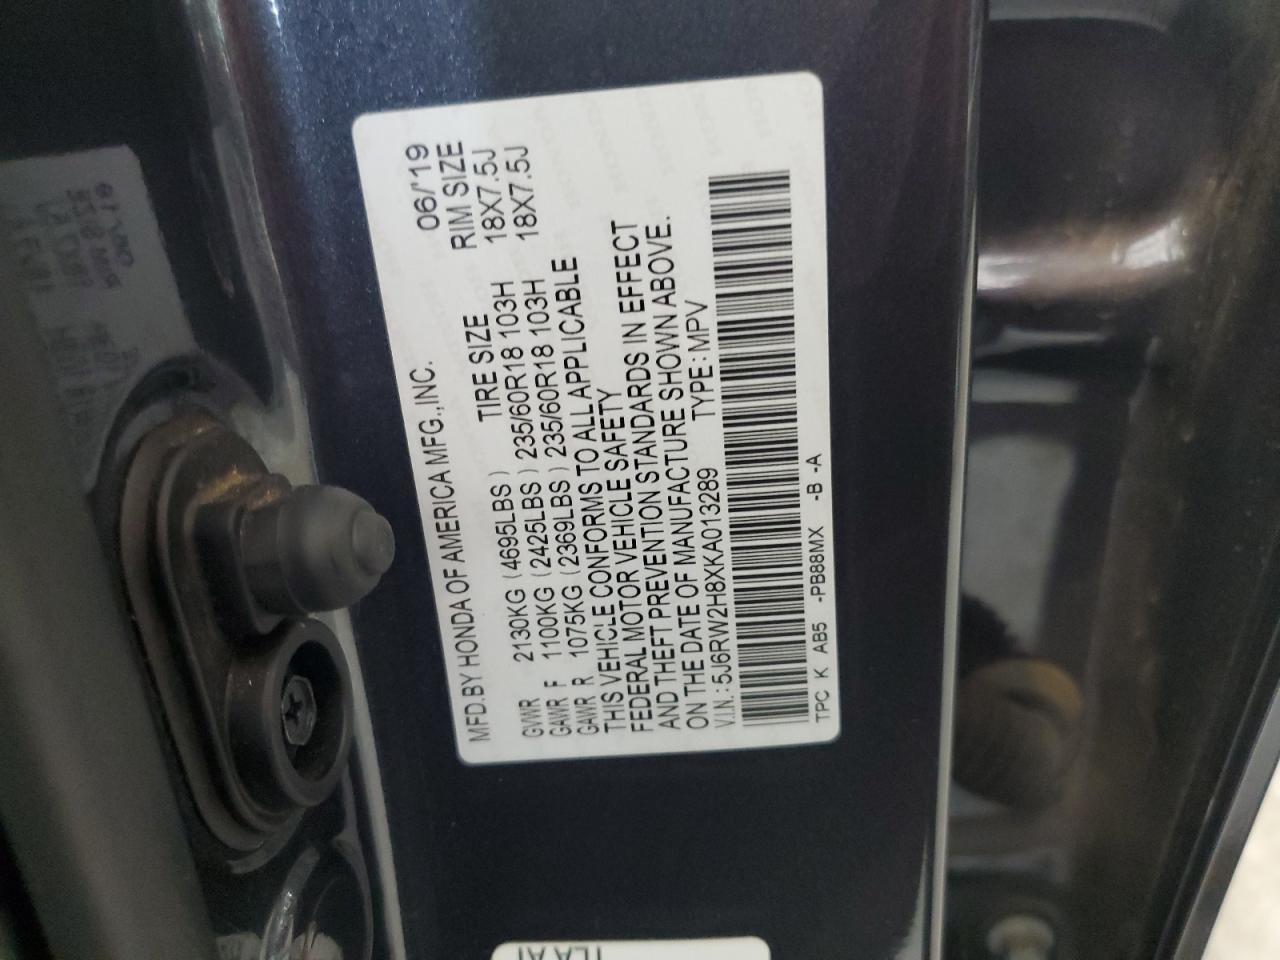 MFD.BY HONDA OF AMERICA MFG.,INC. 06/'19
TIRE SIZE RIM SIZE
GVWR 2130KG (4695LBS)
GAWR F 1100KG (2425LBS) 235/60R18 103H 18X7.5J
GAWR R 1075KG (2369LBS) 235/60R18 103H 18X7.5J
THIS VEHICLE CONFORMS TO ALL APPLICABLE
FEDERAL MOTOR VEHICLE SAFETY
AND THEFT PREVENTION STANDARDS IN EFFECT
ON THE DATE OF MANUFACTURE SHOWN ABOVE.
V.I.N.: 5J6RW2H8XKA013289 TYPE: MPV
TPC K AB5 -PB88MX -B -A